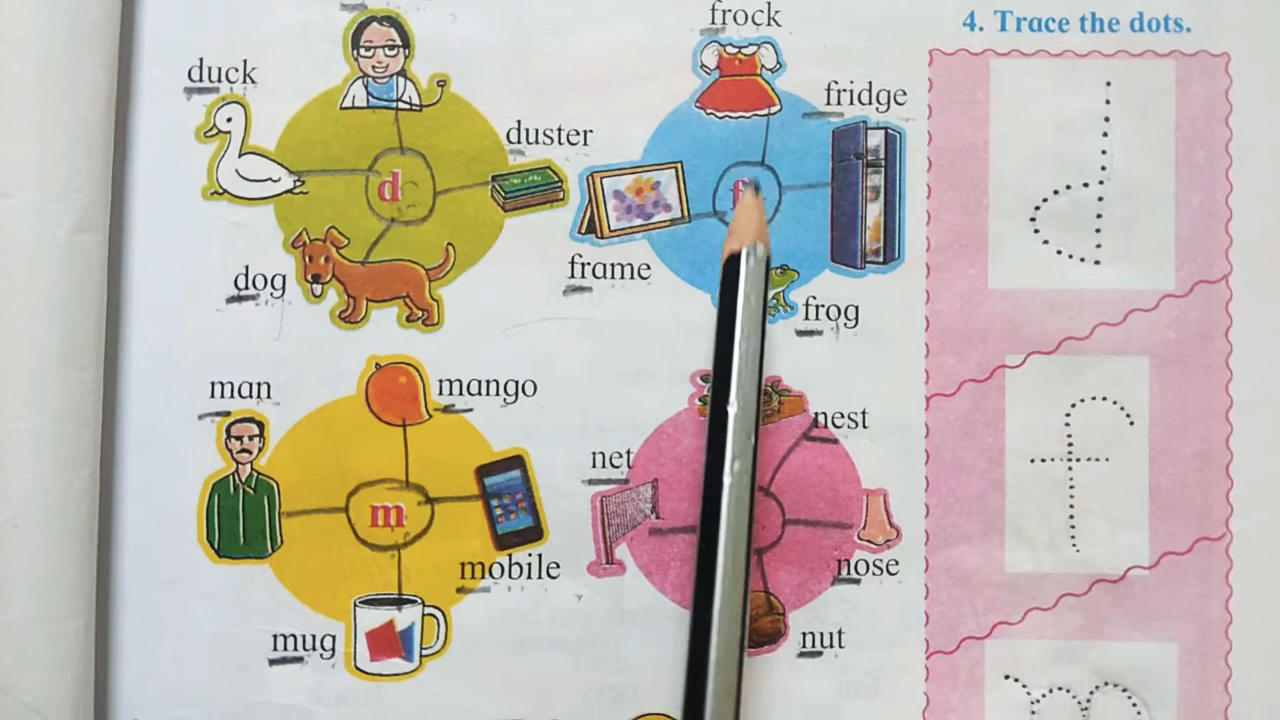 frock
4. Trace the dots.
duck
fridge
duster
d
f
frame
dog
frog
man
mango
nest
net
m
mobile
nose
mug
nut
d
f
m